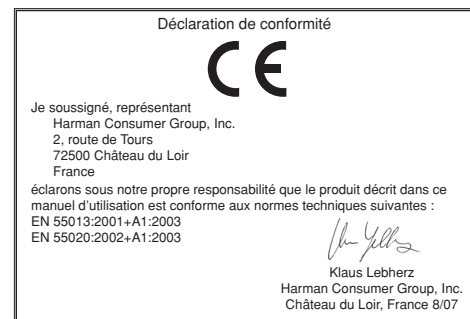 Déclaration de conformité
CE
Je soussigné, représentant
Harman Consumer Group, Inc.
2, route de Tours
72500 Château du Loir
France
éclarons sous notre propre responsabilité que le produit décrit dans ce
manuel d'utilisation est conforme aux normes techniques suivantes :
EN 55013:2001+A1:2003
EN 55020:2002+A1:2003
Klaus Lebherz
Harman Consumer Group, Inc.
Château du Loir, France 8/07